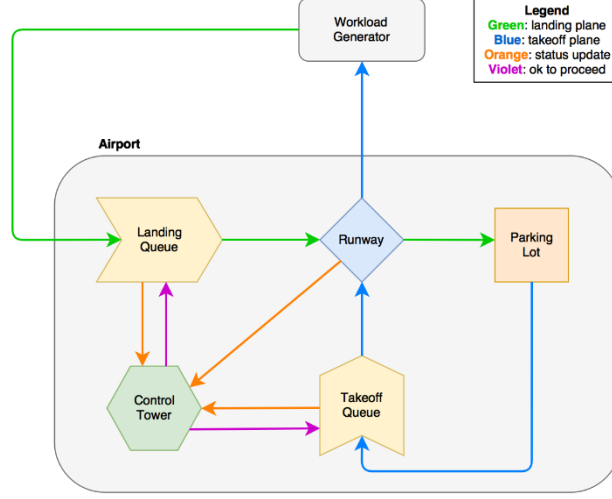 Workload
Generator
Legend
Green: landing plane
Blue: takeoff plane
Orange: status update
Violet: ok to proceed
Airport
Landing
Queue
Runway
Parking
Lot
Control
Tower
Takeoff
Queue